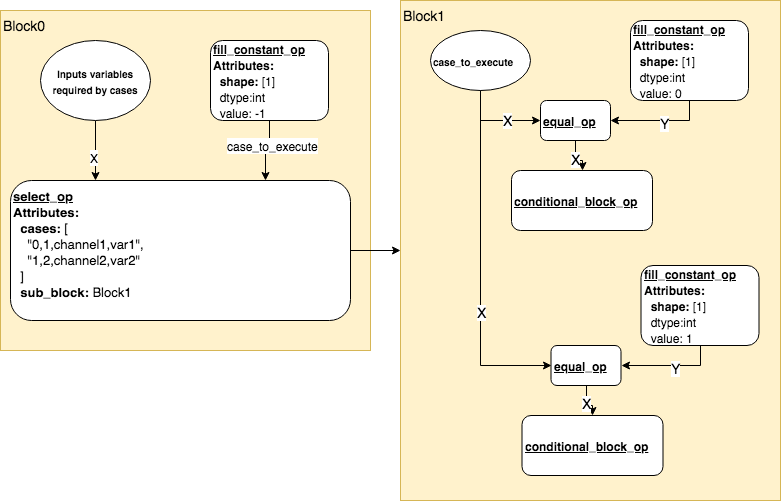 Block0
Inputs variables
required by cases
fill_constant_op
Attributes:
shape: [1]
dtype:int
value: -1
X
case_to_execute
select_op
Attributes:
cases: [
"0,1,channel1,var1",
"1,2,channel2,var2"
]
sub_block: Block1
Block1
case_to_execute
fill_constant_op
Attributes:
shape: [1]
dtype:int
value: 0
X
equal_op
Y
X
conditional_block_op
fill_constant_op
Attributes:
shape: [1]
dtype:int
value: 1
X
equal_op
Y
X
conditional_block_op